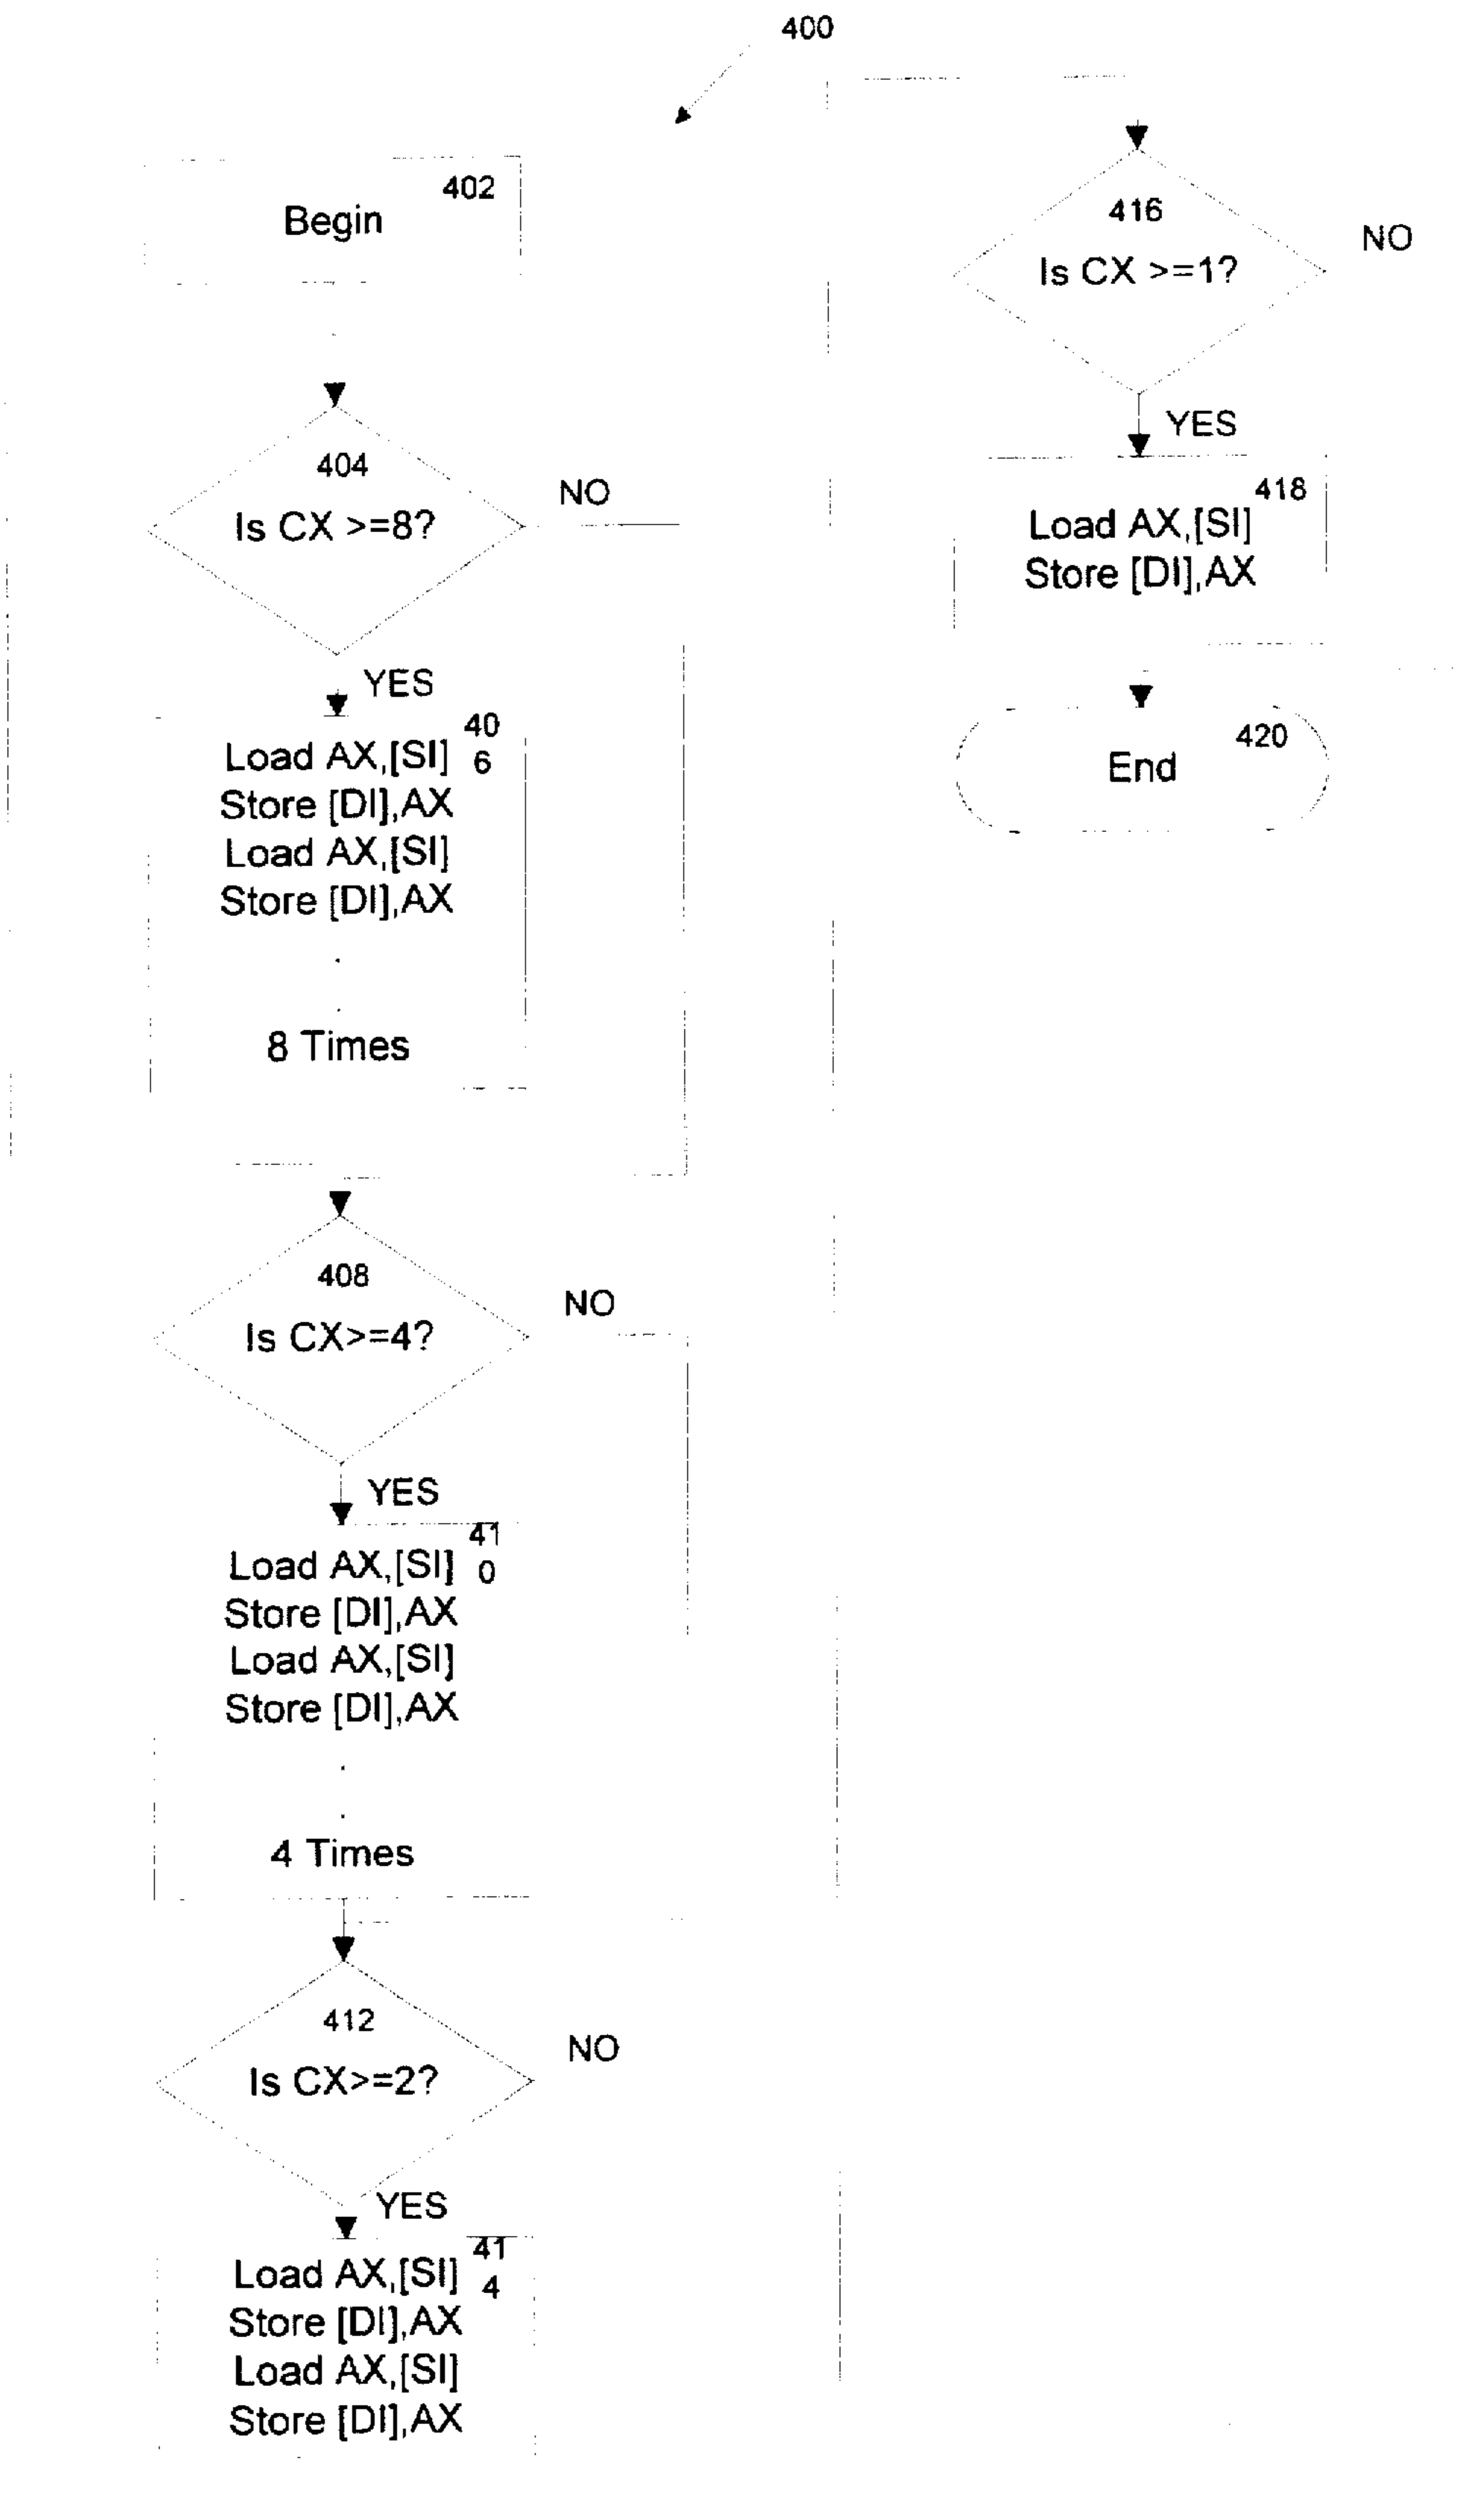 400
402
Begin
404
Is CX >=8?
NO
YES
40
6
Load AX,[SI]
Store [DI],AX
Load AX,[SI]
Store [DI],AX
.
.
8 Times
408
Is CX>=4?
NO
YES
41
0
Load AX,[SI]
Store [DI],AX
Load AX,[SI]
Store [DI],AX
.
.
4 Times
412
Is CX>=2?
NO
YES
41
4
Load AX,[SI]
Store [DI],AX
Load AX,[SI]
Store [DI],AX
416
Is CX >=1?
NO
YES
418
Load AX,[SI]
Store [DI],AX
420
End